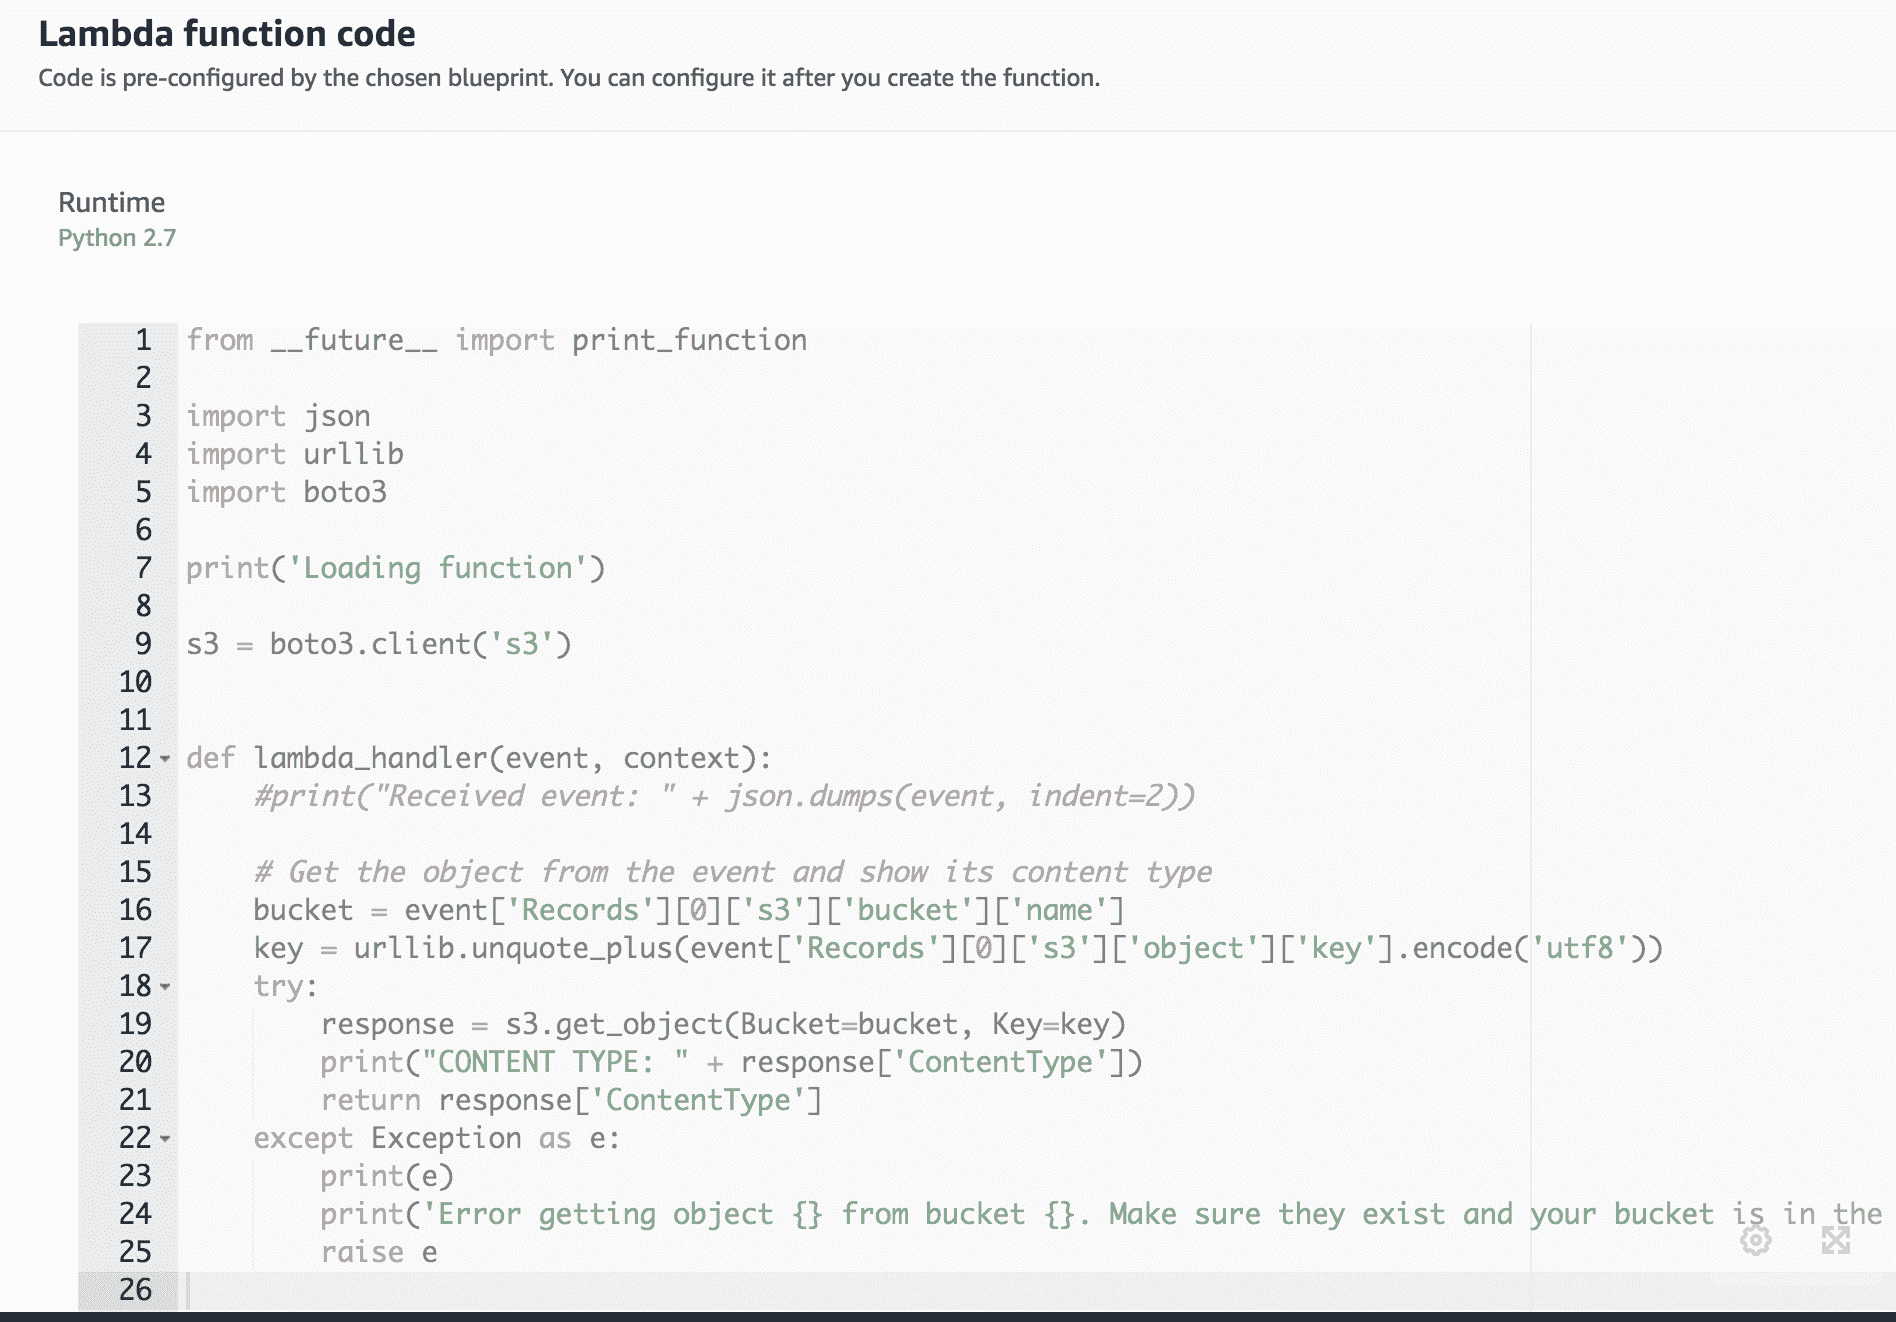 Lambda function code
Code is pre-configured by the chosen blueprint. You can configure it after you create the function.
Runtime
Python 2.7
1 from __future__ import print_function
2
3 import json
4 import urllib
5 import boto3
6
7 print('Loading function')
8
9 s3 = boto3.client('s3')
10
11
12 def lambda_handler(event, context):
13     #print("Received event: " + json.dumps(event, indent=2))
14
15     # Get the object from the event and show its content type
16     bucket = event['Records'][0]['s3']['bucket']['name']
17     key = urllib.unquote_plus(event['Records'][0]['s3']['object']['key'].encode('utf8'))
18     try:
19         response = s3.get_object(Bucket=bucket, Key=key)
20         print("CONTENT TYPE: " + response['ContentType'])
21         return response['ContentType']
22     except Exception as e:
23         print(e)
24         print('Error getting object {} from bucket {}. Make sure they exist and your bucket is in the
25         raise e
26